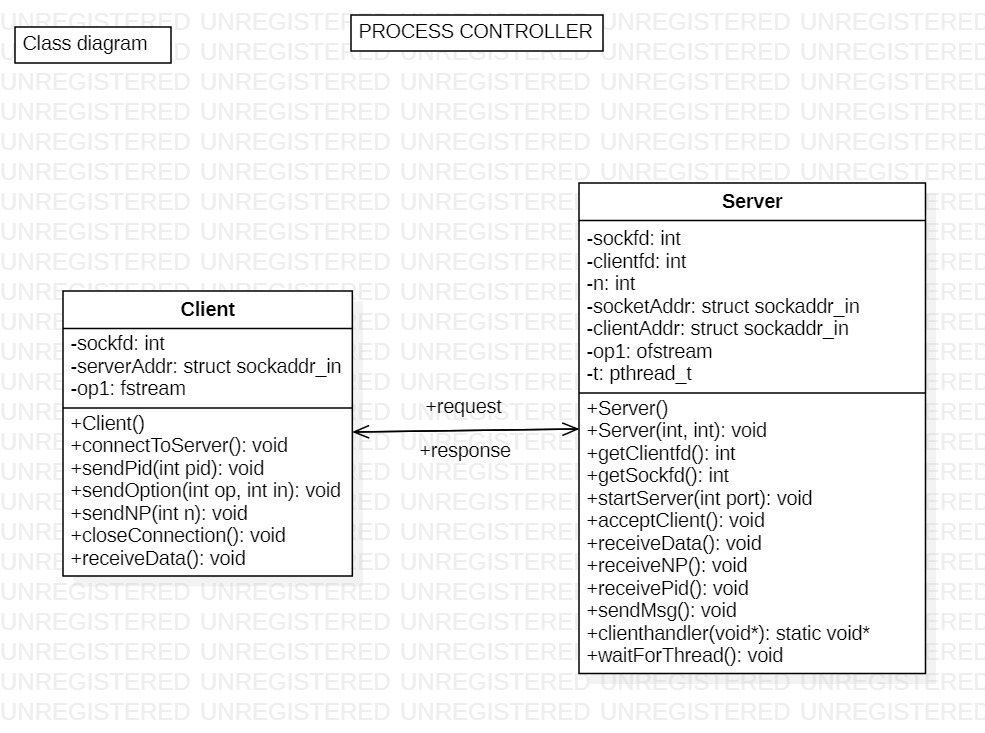 Class diagram
PROCESS CONTROLLER
Server
-sockfd: int
-clientfd: int
-n: int
-socketAddr: struct sockaddr_in
-clientAddr: struct sockaddr_in
-op1: ofstream
-t: pthread_t
+Server()
+Server(int, int): void
+getClientfd(): int
+getSockfd(): int
+startServer(int port): void
+acceptClient(): void
+receiveData(): void
+receiveNP(): void
+receivePid(): void
+sendMsg(): void
+clienthandler(void*): static void*
+waitForThread(): void
Client
-sockfd: int
-serverAddr: struct sockaddr_in
-op1: fstream
+Client()
+connectToServer(): void
+sendPid(int pid): void
+sendOption(int op, int in): void
+sendNP(int n): void
+closeConnection(): void
+receiveData(): void
+request
+response
UNREGISTERED